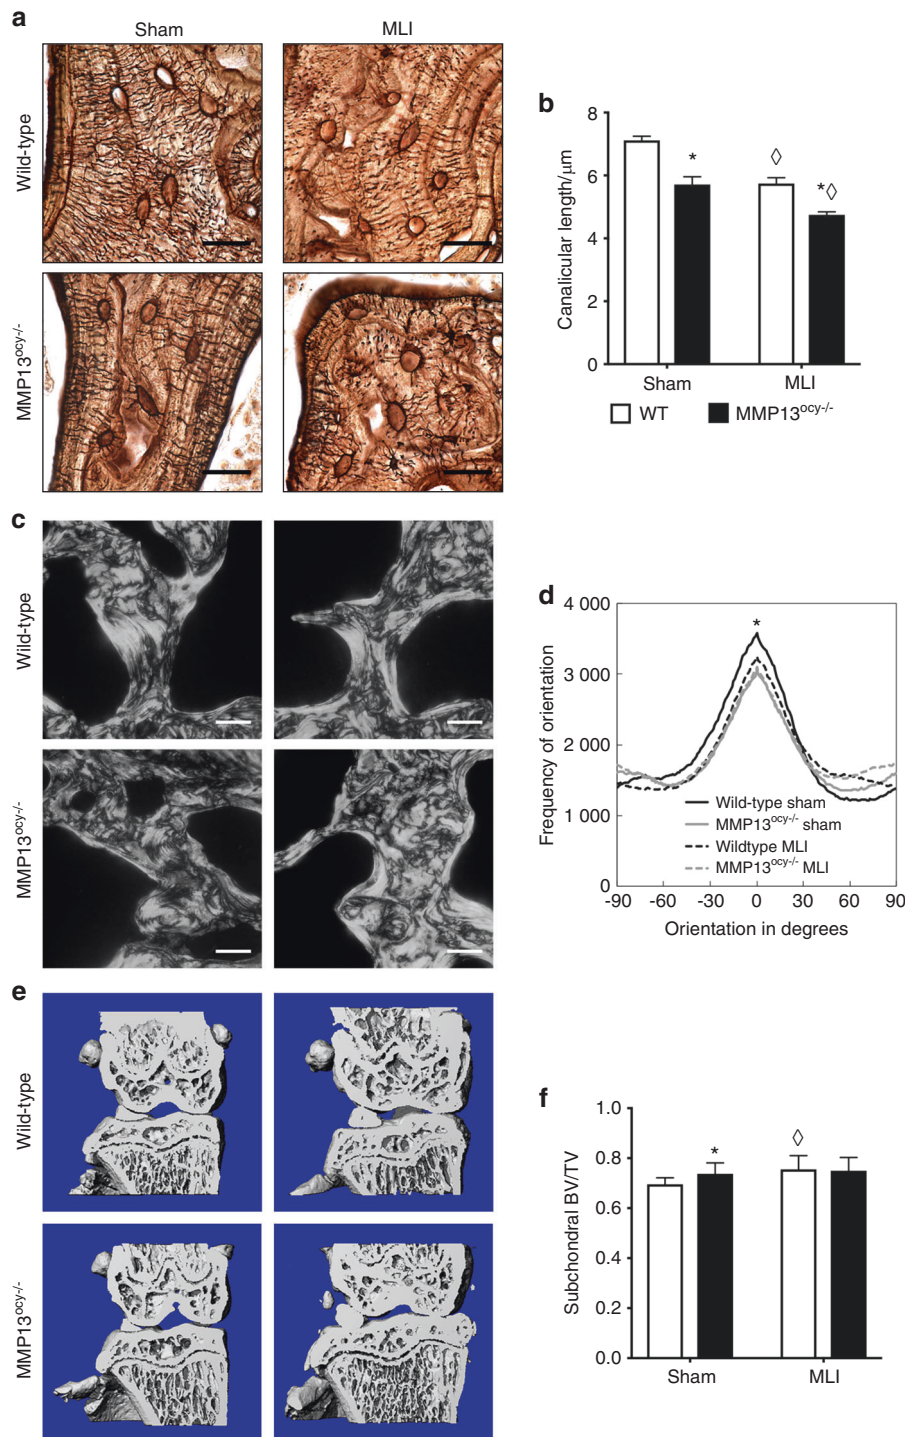 a
Sham
MLI
Wild-type
MMP13ocy-/-
b
Canalicular length/μm
8
6
4
2
0
*
◊
*◊
Sham
MLI
WT
MMP13ocy-/-
c
Wild-type
MMP13ocy-/-
d
Frequency of orientation
4 000
3 000
2 000
1 000
0
*
Wild-type sham
MMP13ocy-/- sham
Wildtype MLI
MMP13ocy-/- MLI
-90 -60 -30 0 30 60 90
Orientation in degrees
e
Wild-type
MMP13ocy-/-
f
Subchondral BV/TV
1.0
0.8
0.6
0.4
0.2
0.0
*
◊
Sham
MLI